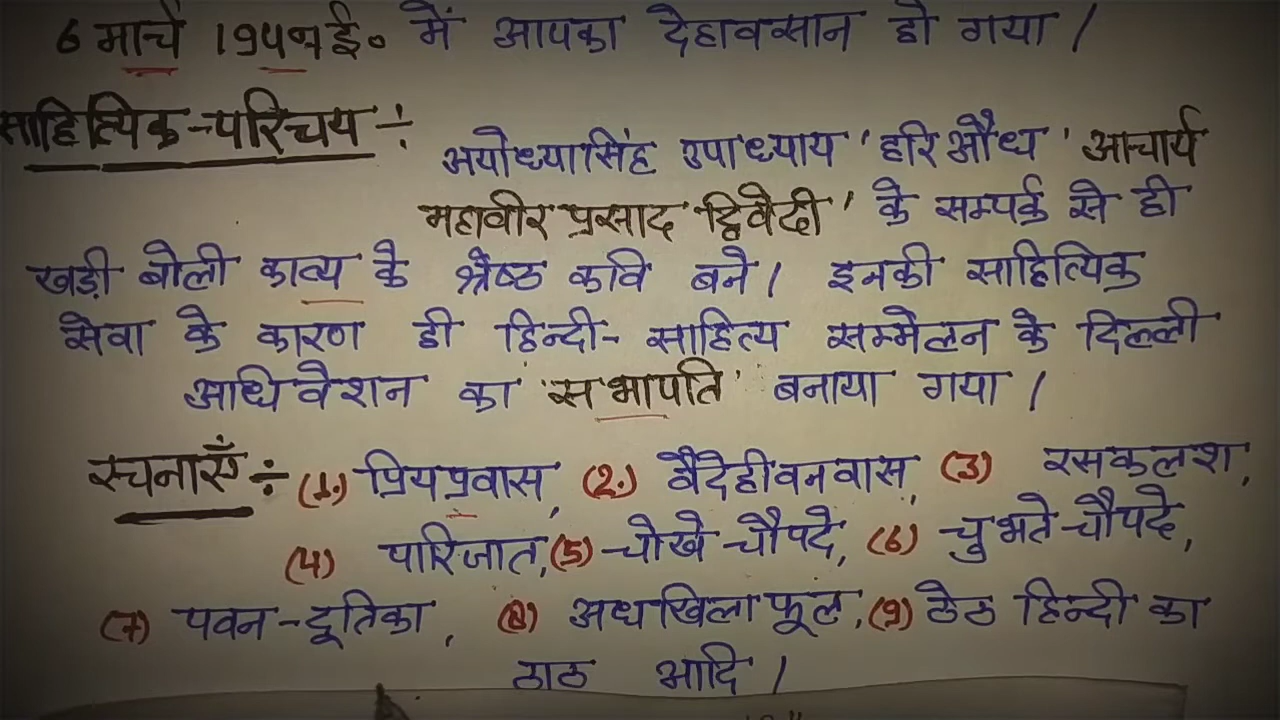 6 मार्च 1947 ई० में आपका देहावसान हो गया ।
साहित्यिक-परिचय ÷
अयोध्यासिंह उपाध्याय 'हरिऔध' 'आचार्य
महावीर प्रसाद द्विवेदी' के सम्पर्क से ही
खड़ी बोली काव्य के श्रेष्ठ कवि बने। इनकी साहित्यिक
सेवा के कारण ही हिन्दी-साहित्य सम्मेलन के दिल्ली
अधिवेशन का 'सभापति' बनाया गया ।
रचनाएँ ÷ (1.) प्रियप्रवास, (2.) वैदेहीवनवास, (3) रसकलश,
(4) पारिजात, (5) चोखे-चौपदे, (6) चुभते-चौपदे,
(7) पवन-दूतिका, (8) अधखिला फूल, (9) ठेठ हिन्दी का
ठाठ आदि ।